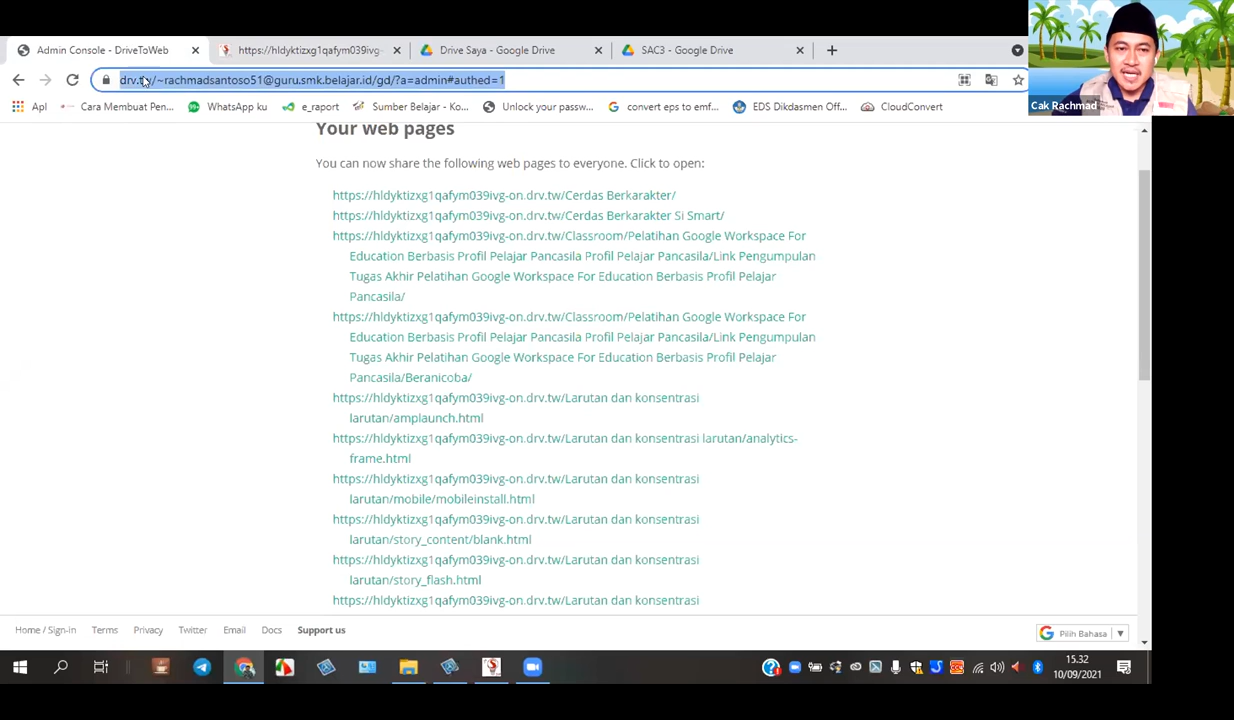 Admin Console - DriveToWeb
https://hldyktizxg1qafym039ivg-
Drive Saya - Google Drive
SAC3 - Google Drive
drv.tw/~rachmadsantoso51@guru.smk.belajar.id/gd/?a=admin#authed=1
Apl
Cara Membuat Pen...
WhatsApp ku
e_raport
Sumber Belajar - Ko...
Unlock your passw...
convert eps to emf...
EDS Dikdasmen Off...
CloudConvert
Cak Rachmad
Your web pages
You can now share the following web pages to everyone. Click to open:
https://hldyktizxg1qafym039ivg-on.drv.tw/Cerdas Berkarakter/
https://hldyktizxg1qafym039ivg-on.drv.tw/Cerdas Berkarakter Si Smart/
https://hldyktizxg1qafym039ivg-on.drv.tw/Classroom/Pelatihan Google Workspace For
Education Berbasis Profil Pelajar Pancasila Profil Pelajar Pancasila/Link Pengumpulan
Tugas Akhir Pelatihan Google Workspace For Education Berbasis Profil Pelajar
Pancasila/
https://hldyktizxg1qafym039ivg-on.drv.tw/Classroom/Pelatihan Google Workspace For
Education Berbasis Profil Pelajar Pancasila Profil Pelajar Pancasila/Link Pengumpulan
Tugas Akhir Pelatihan Google Workspace For Education Berbasis Profil Pelajar
Pancasila/Beranicoba/
https://hldyktizxg1qafym039ivg-on.drv.tw/Larutan dan konsentrasi
larutan/amplaunch.html
https://hldyktizxg1qafym039ivg-on.drv.tw/Larutan dan konsentrasi larutan/analytics-
frame.html
https://hldyktizxg1qafym039ivg-on.drv.tw/Larutan dan konsentrasi
larutan/mobile/mobileinstall.html
https://hldyktizxg1qafym039ivg-on.drv.tw/Larutan dan konsentrasi
larutan/story_content/blank.html
https://hldyktizxg1qafym039ivg-on.drv.tw/Larutan dan konsentrasi
larutan/story_flash.html
https://hldyktizxg1qafym039ivg-on.drv.tw/Larutan dan konsentrasi
Home / Sign-in
Terms
Privacy
Twitter
Email
Docs
Support us
Pilih Bahasa
15.32
10/09/2021